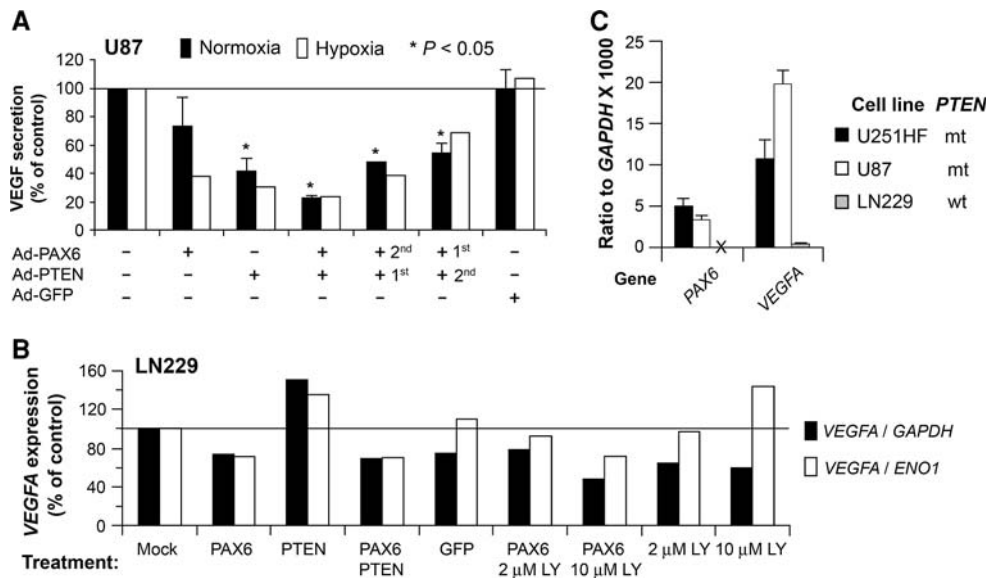 A
U87
Normoxia
Hypoxia
* P < 0.05
VEGF secretion
(% of control)
120
100
80
60
40
20
0
* * * *
Ad-PAX6 – + – + + 2nd + 1st –
Ad-PTEN – – + + + 1st + 2nd –
Ad-GFP – – – – – – +
C
Ratio to GAPDH X 1000
25
20
15
10
5
0
X
Gene PAX6 VEGFA
Cell line PTEN
U251HF mt
U87 mt
LN229 wt
B
LN229
VEGFA expression
(% of control)
160
120
80
40
0
VEGFA / GAPDH
VEGFA / ENO1
Treatment: Mock PAX6 PTEN PAX6 GFP PAX6 PAX6 2 μM LY 10 μM LY
PTEN 2 μM LY 10 μM LY